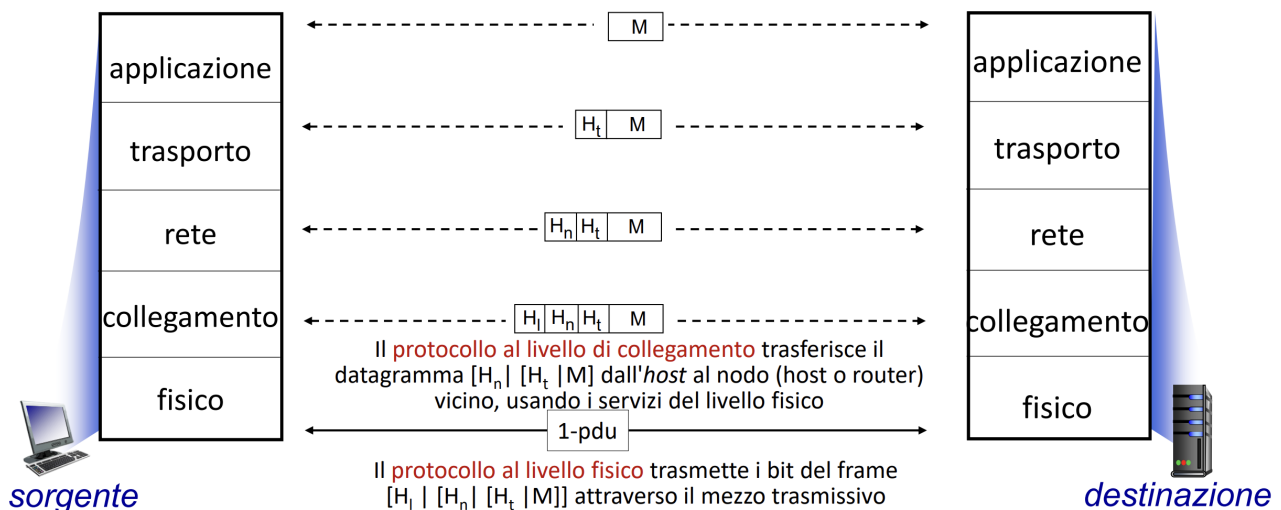 M
applicazione
applicazione
Hₜ M
trasporto
trasporto
Hₙ Hₜ M
rete
rete
Hₗ Hₙ Hₜ M
collegamento
collegamento
Il protocollo al livello di collegamento trasferisce il
datagramma [Hₙ| [Hₜ |M] dall'host al nodo (host o router)
vicino, usando i servizi del livello fisico
fisico
fisico
1-pdu
Il protocollo al livello fisico trasmette i bit del frame
[Hₗ | [Hₙ| [Hₜ |M]] attraverso il mezzo trasmissivo
sorgente
destinazione